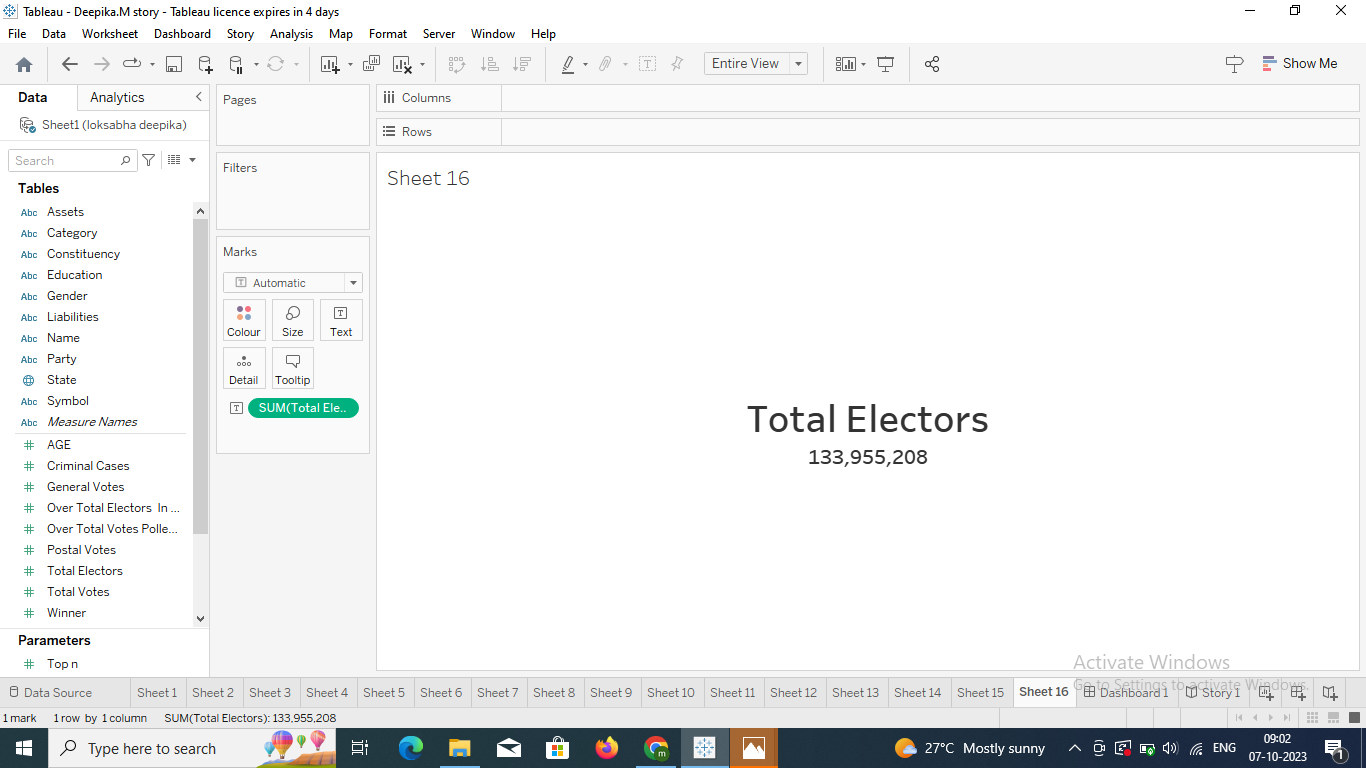 Tableau - Deepika.M story - Tableau licence expires in 4 days
File Data Worksheet Dashboard Story Analysis Map Format Server Window Help
Entire View
Show Me
Data Analytics
Sheet1 (loksabha deepika)
Search
Tables
Abc Assets
Abc Category
Abc Constituency
Abc Education
Abc Gender
Abc Liabilities
Abc Name
Abc Party
State
Abc Symbol
Abc Measure Names
# AGE
# Criminal Cases
# General Votes
# Over Total Electors In ...
# Over Total Votes Polle...
# Postal Votes
# Total Electors
# Total Votes
# Winner
Parameters
# Top n
Pages
Filters
Marks
T Automatic
Colour Size Text
Detail Tooltip
T SUM(Total Ele..
Columns
Rows
Sheet 16
Total Electors
133,955,208
Activate Windows
Go to Settings to activate Windows.
Data Source Sheet 1 Sheet 2 Sheet 3 Sheet 4 Sheet 5 Sheet 6 Sheet 7 Sheet 8 Sheet 9 Sheet 10 Sheet 11 Sheet 12 Sheet 13 Sheet 14 Sheet 15 Sheet 16 Dashboard 1 Story 1
1 mark 1 row by 1 column SUM(Total Electors): 133,955,208
Type here to search
27°C Mostly sunny
ENG
09:02
07-10-2023
1